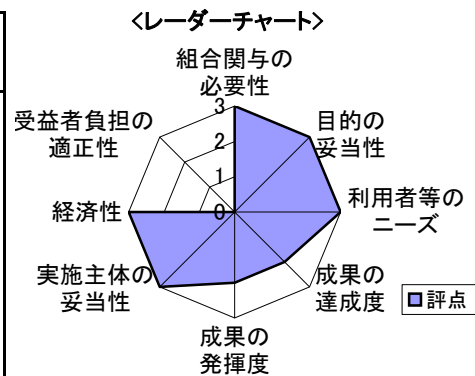 <レーダーチャート>
組合関与の
必要性
目的の
妥当性
利用者等の
ニーズ
成果の
達成度
成果の
発揮度
実施主体の
妥当性
経済性
受益者負担の
適正性
3
2
1
0
評点